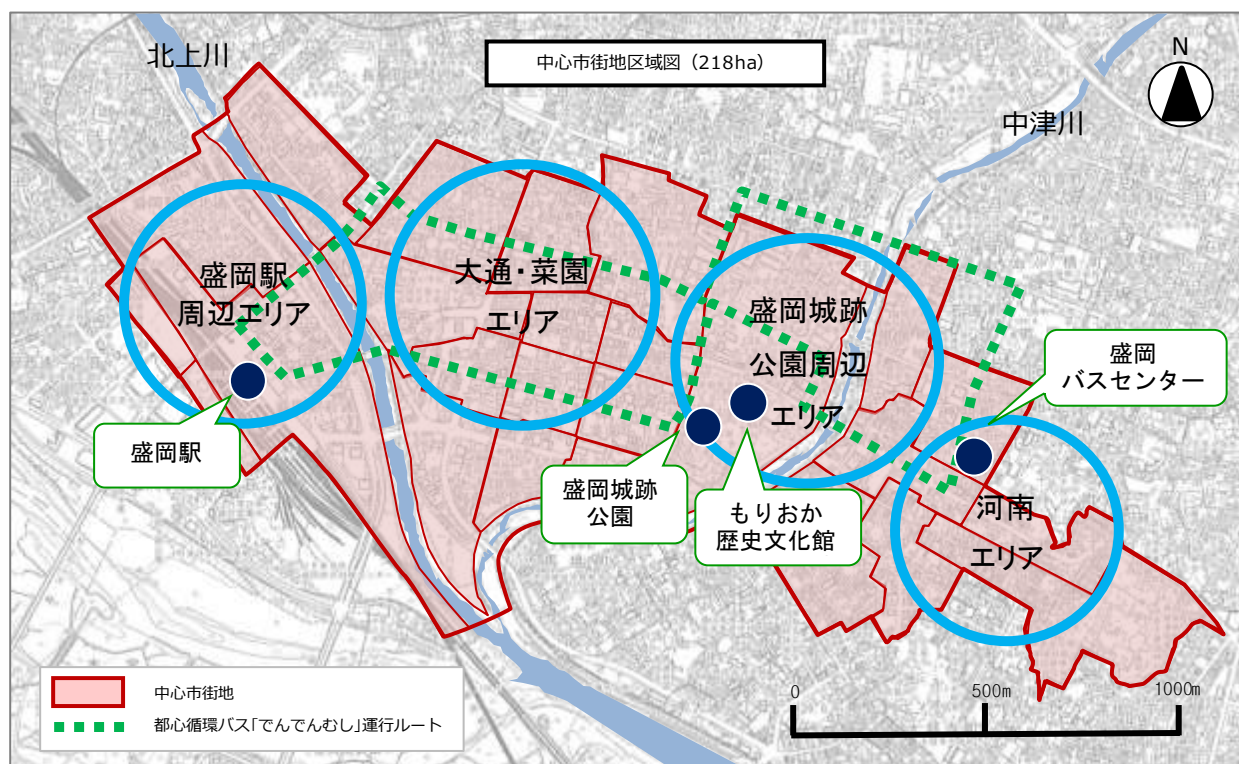 中心市街地区域図（218ha）
北上川
中津川
N
盛岡駅
周辺エリア
大通・菜園
エリア
盛岡城跡
公園周辺
エリア
盛岡
バスセンター
盛岡駅
盛岡城跡
公園
もりおか
歴史文化館
河南
エリア
中心市街地
都心循環バス「でんでんむし」運行ルート
0 500m 1000m